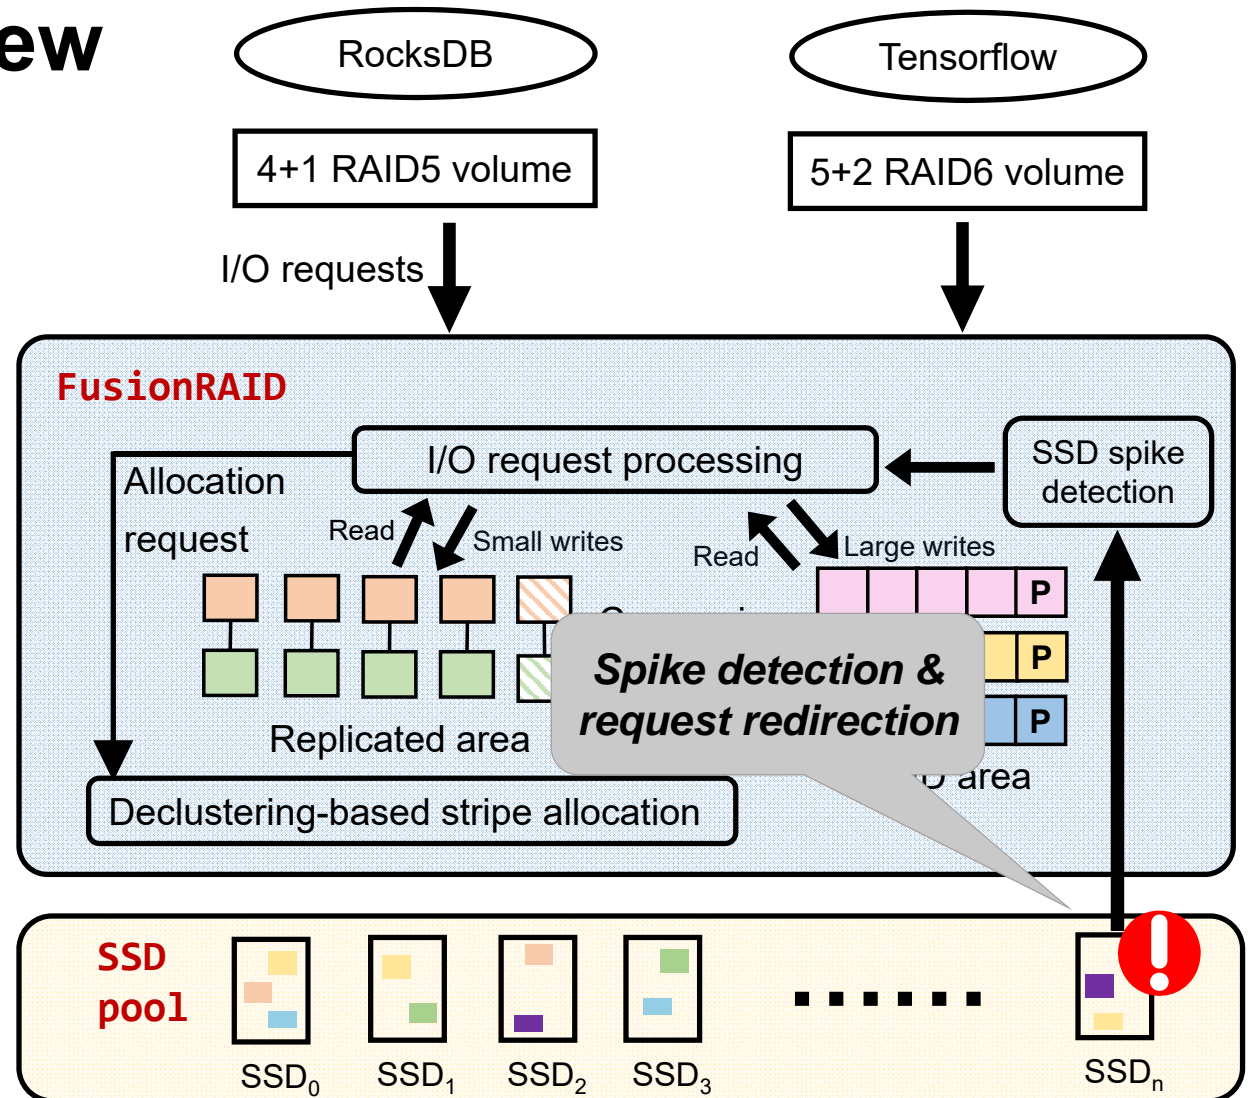 RocksDB
Tensorflow
4+1 RAID5 volume
5+2 RAID6 volume
I/O requests
FusionRAID
I/O request processing
SSD spike
detection
Allocation
request
Read
Small writes
Read
Large writes
P
P
P
Spike detection &
request redirection
Replicated area
area
Declustering-based stripe allocation
SSD
pool
SSD₀
SSD₁
SSD₂
SSD₃
SSDₙ